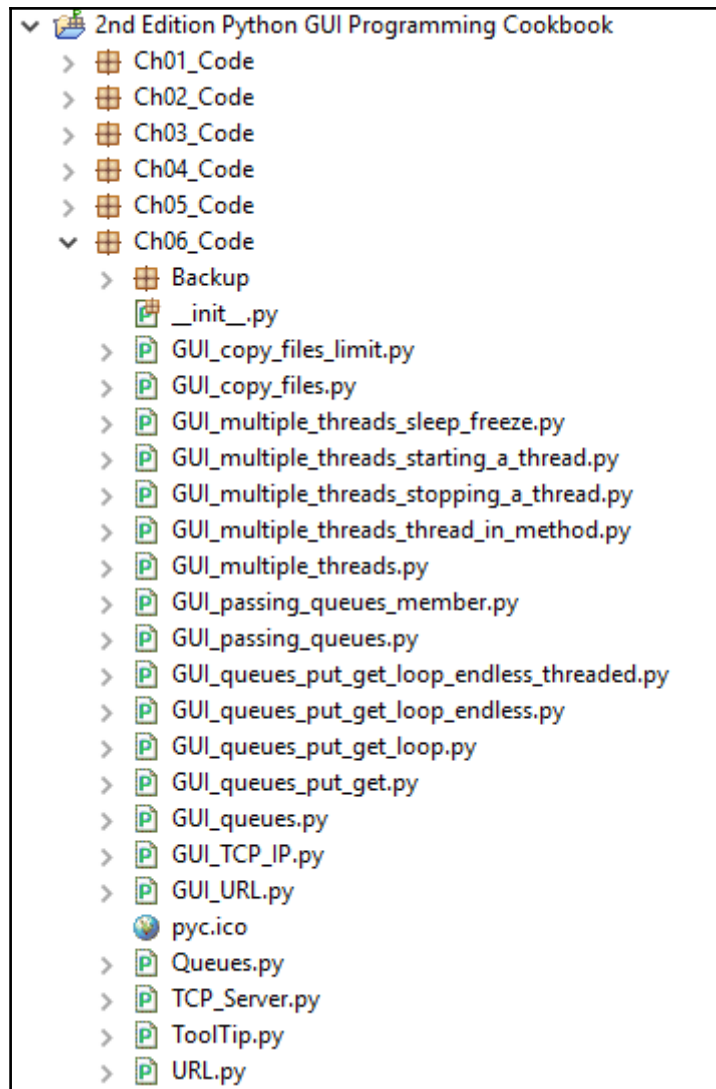 2nd Edition Python GUI Programming Cookbook
Ch01_Code
Ch02_Code
Ch03_Code
Ch04_Code
Ch05_Code
Ch06_Code
Backup
__init__.py
GUI_copy_files_limit.py
GUI_copy_files.py
GUI_multiple_threads_sleep_freeze.py
GUI_multiple_threads_starting_a_thread.py
GUI_multiple_threads_stopping_a_thread.py
GUI_multiple_threads_thread_in_method.py
GUI_multiple_threads.py
GUI_passing_queues_member.py
GUI_passing_queues.py
GUI_queues_put_get_loop_endless_threaded.py
GUI_queues_put_get_loop_endless.py
GUI_queues_put_get_loop.py
GUI_queues_put_get.py
GUI_queues.py
GUI_TCP_IP.py
GUI_URL.py
pyc.ico
Queues.py
TCP_Server.py
ToolTip.py
URL.py